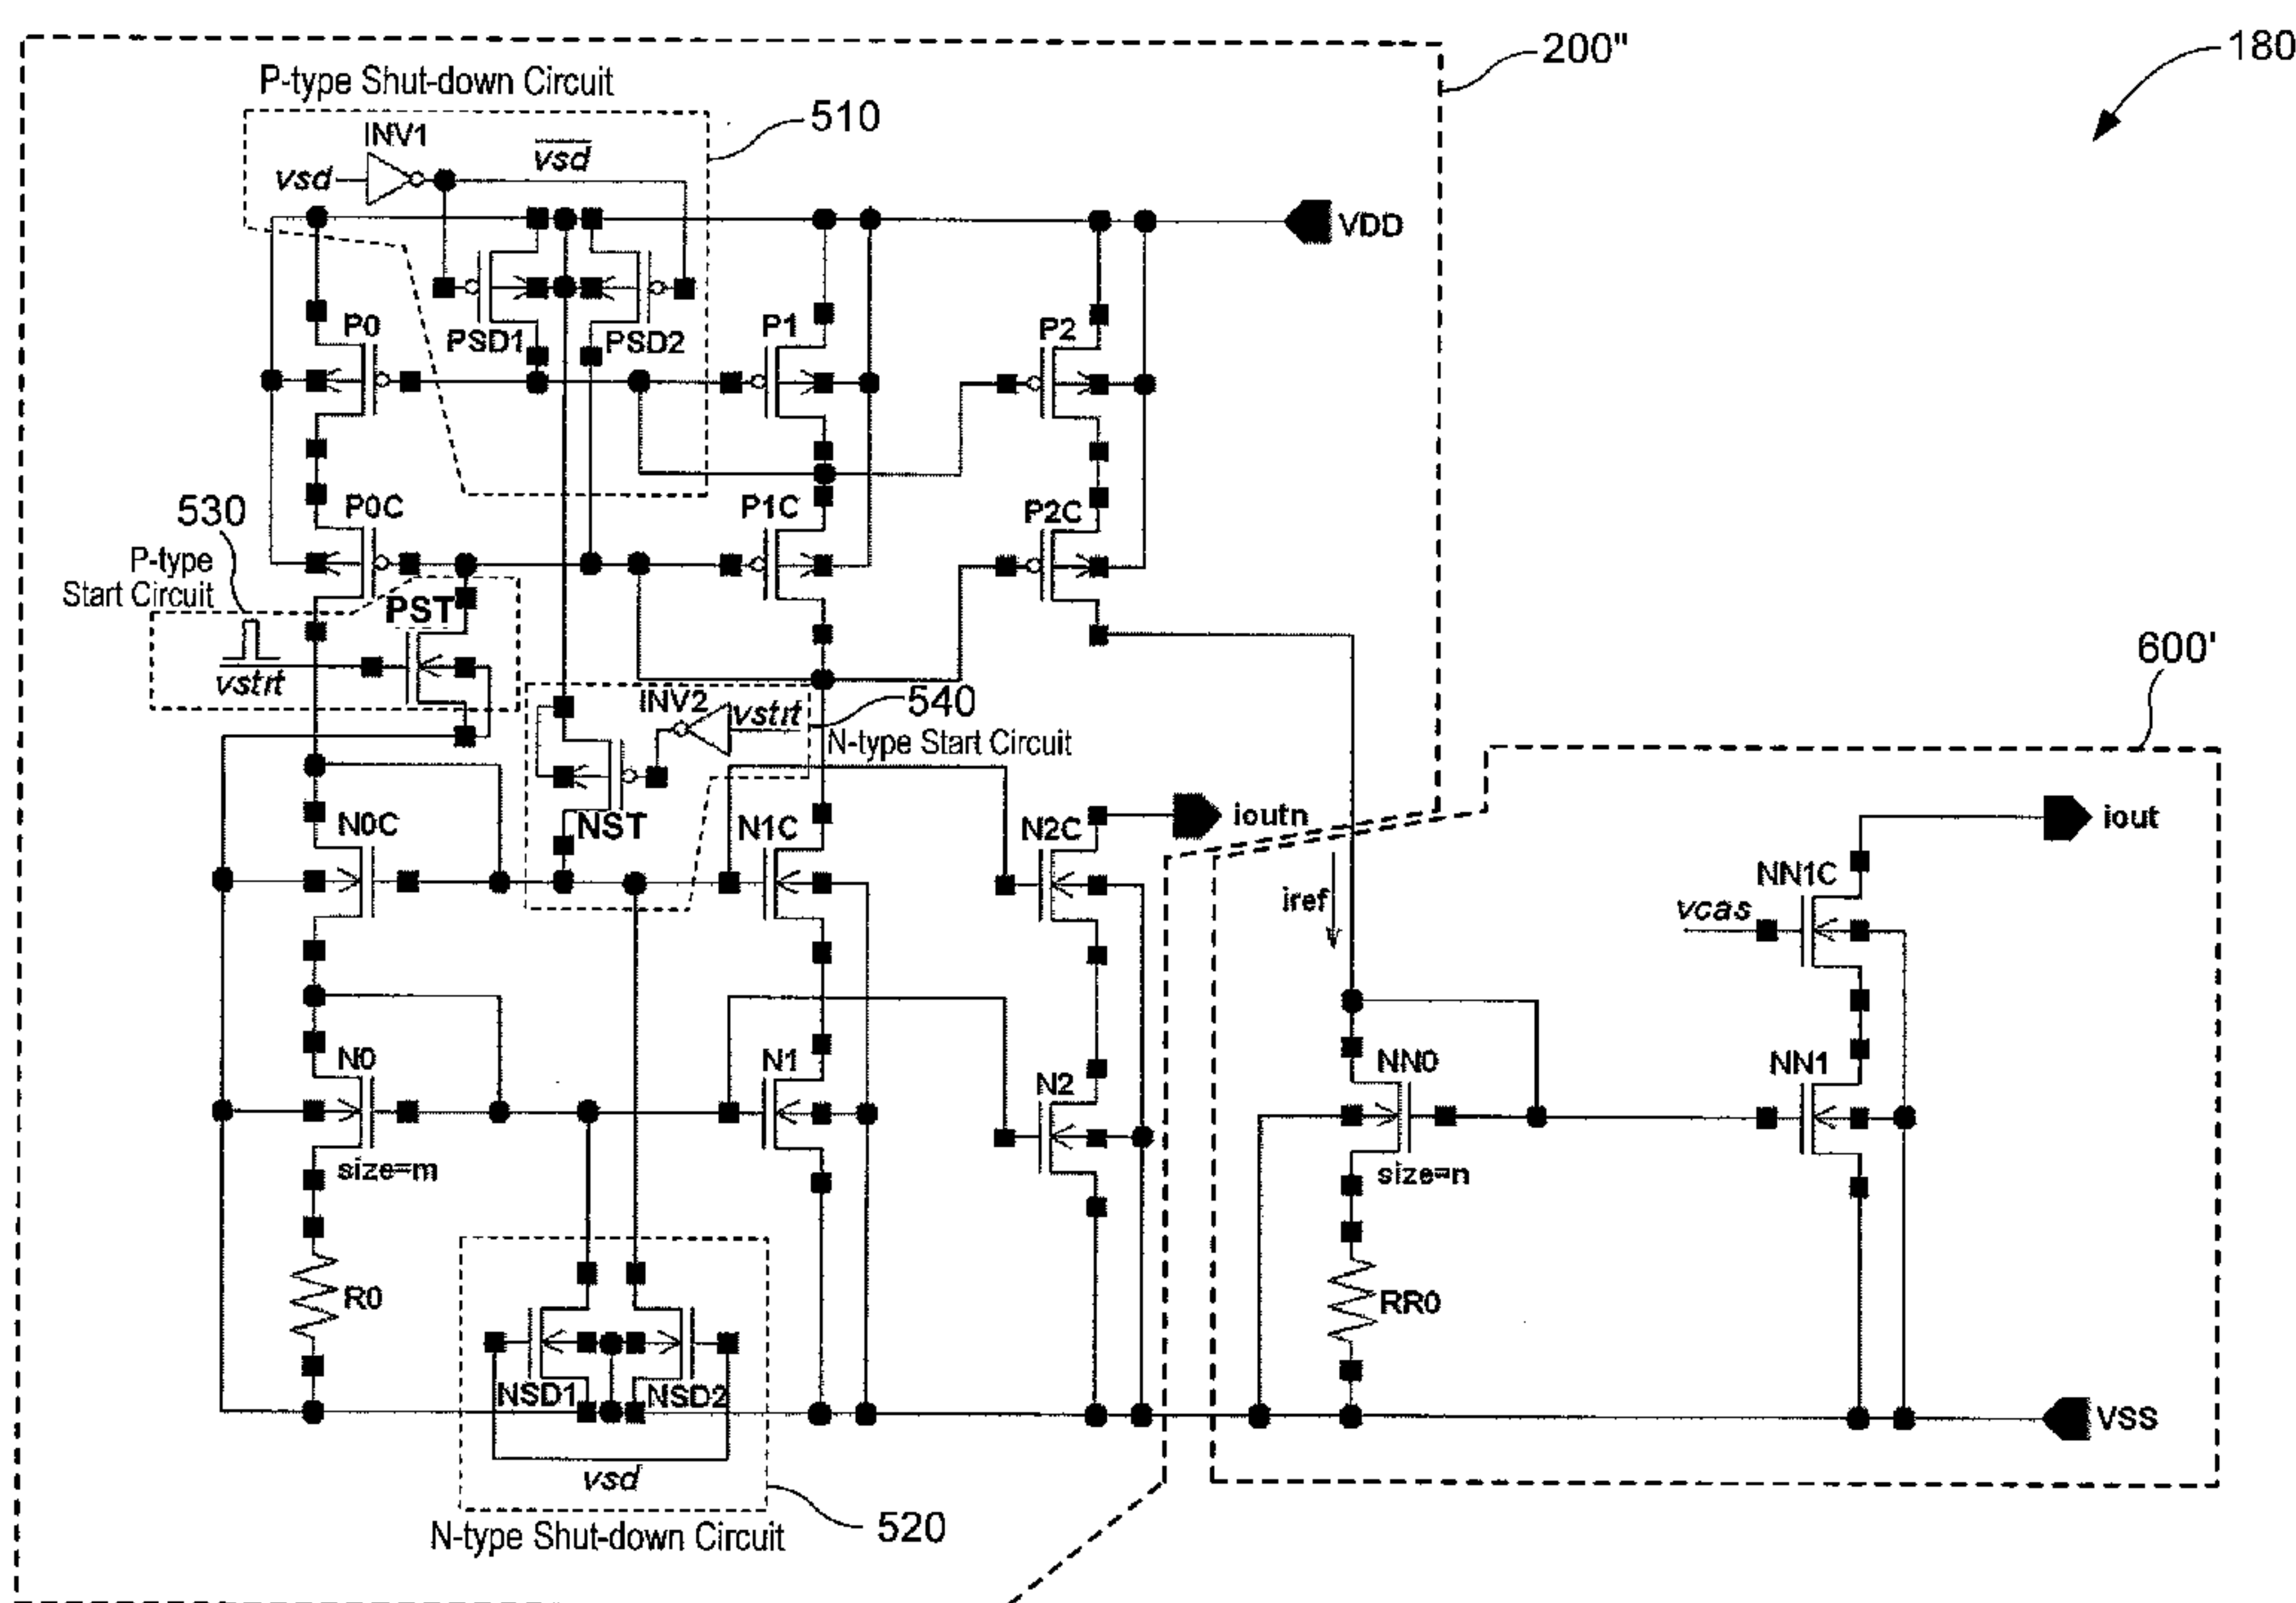 200"
180
P-type Shut-down Circuit
510
INV1
vsd
vsd
VDD
P0
PSD1
PSD2
P1
P2
530
P0C
P1C
P2C
P-type
Start Circuit
PST
vstrt
600'
INV2
vstrt
540
N-type Start Circuit
NST
N0C
N1C
N2C
ioutn
iout
iref
NN1C
vcas
N0
size=m
N1
N2
NN0
size=n
NN1
R0
RR0
NSD1
NSD2
VSS
vsd
N-type Shut-down Circuit
520